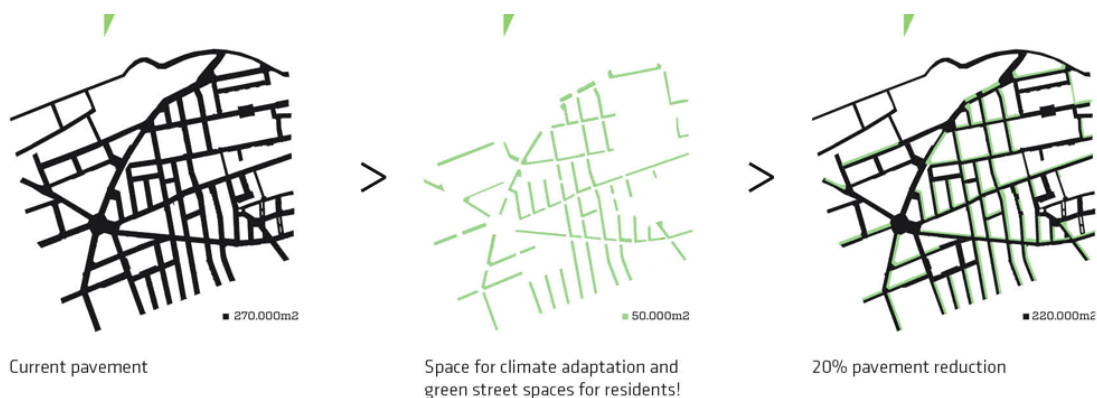 270.000m2
50.000m2
220.000m2
Current pavement
Space for climate adaptation and
green street spaces for residents!
20% pavement reduction